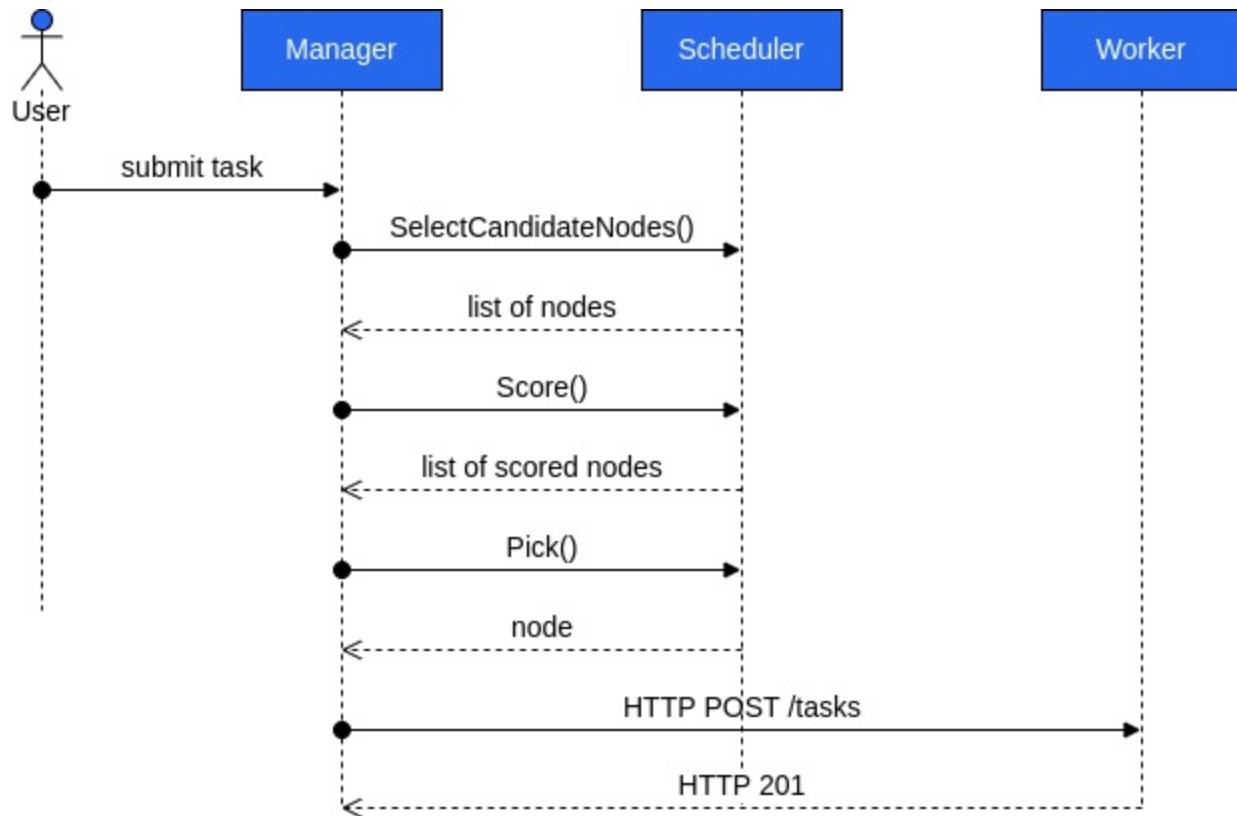 User
Manager
Scheduler
Worker
submit task
SelectCandidateNodes()
list of nodes
Score()
list of scored nodes
Pick()
node
HTTP POST /tasks
HTTP 201